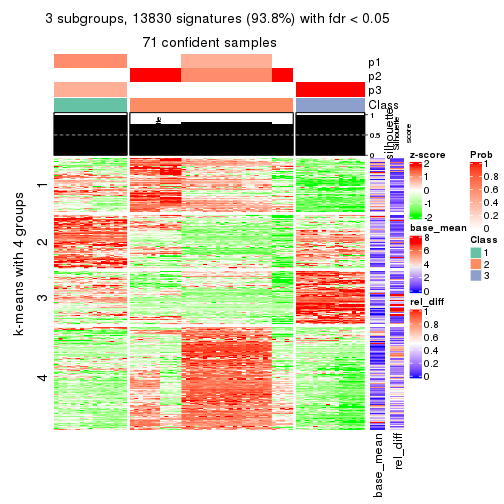 3 subgroups, 13830 signatures (93.8%) with fdr < 0.05
71 confident samples
p1
p2
p3
Class
1
0.5
0
silhouette
Silhouette
score
k-means with 4 groups
1
2
3
4
base_mean
rel_diff
z-score
2
1
0
-1
-2
base_mean
8
6
4
2
0
rel_diff
1
0.8
0.6
0.4
0.2
0
Prob
1
0.8
0.6
0.4
0.2
0
Class
1
2
3